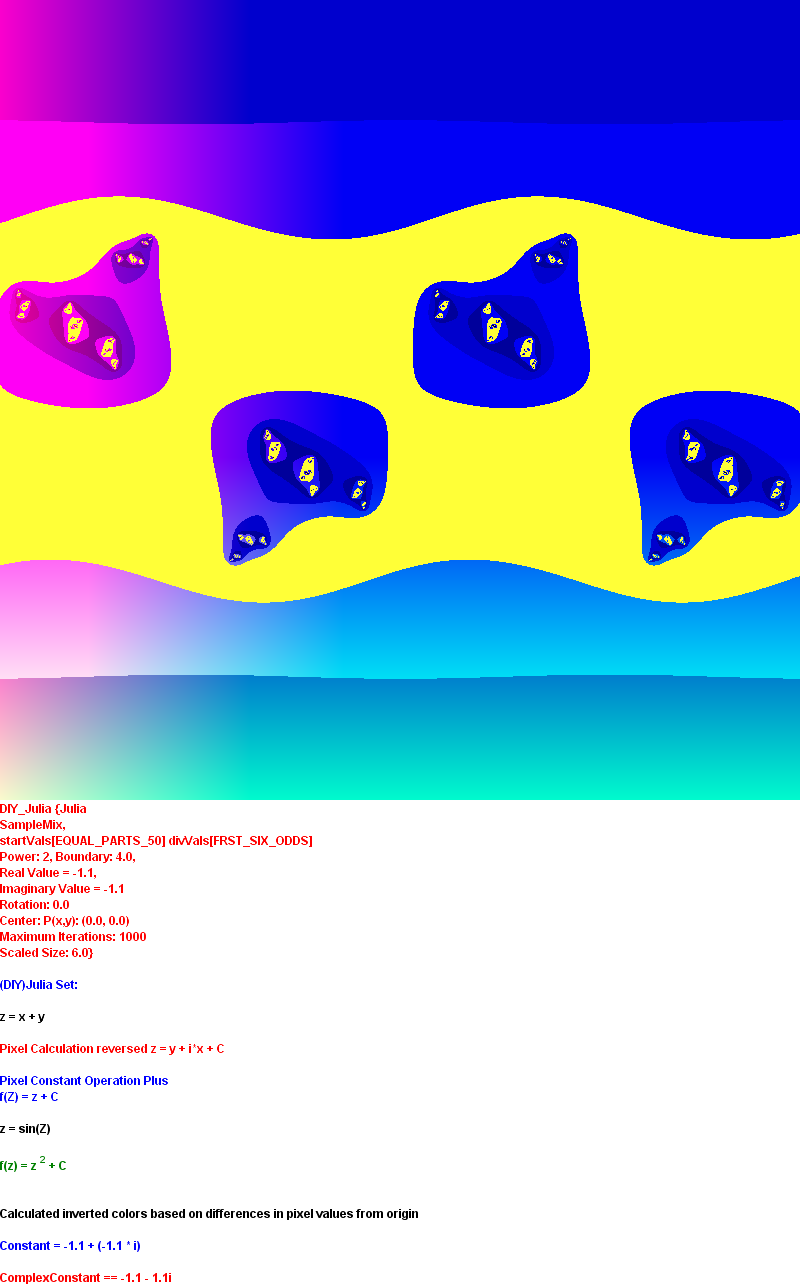 DIY_Julia {Julia
SampleMix,
startVals[EQUAL_PARTS_50] divVals[FRST_SIX_ODDS]
Power: 2, Boundary: 4.0,
Real Value = -1.1,
Imaginary Value = -1.1
Rotation: 0.0
Center: P(x,y): (0.0, 0.0)
Maximum Iterations: 1000
Scaled Size: 6.0}
(DIY)Julia Set:
z = x + y
Pixel Calculation reversed z = y + i*x + C
Pixel Constant Operation Plus
f(Z) = z + C
z = sin(Z)
f(z) = z ² + C
Calculated inverted colors based on differences in pixel values from origin
Constant = -1.1 + (-1.1 * i)
ComplexConstant == -1.1 - 1.1i